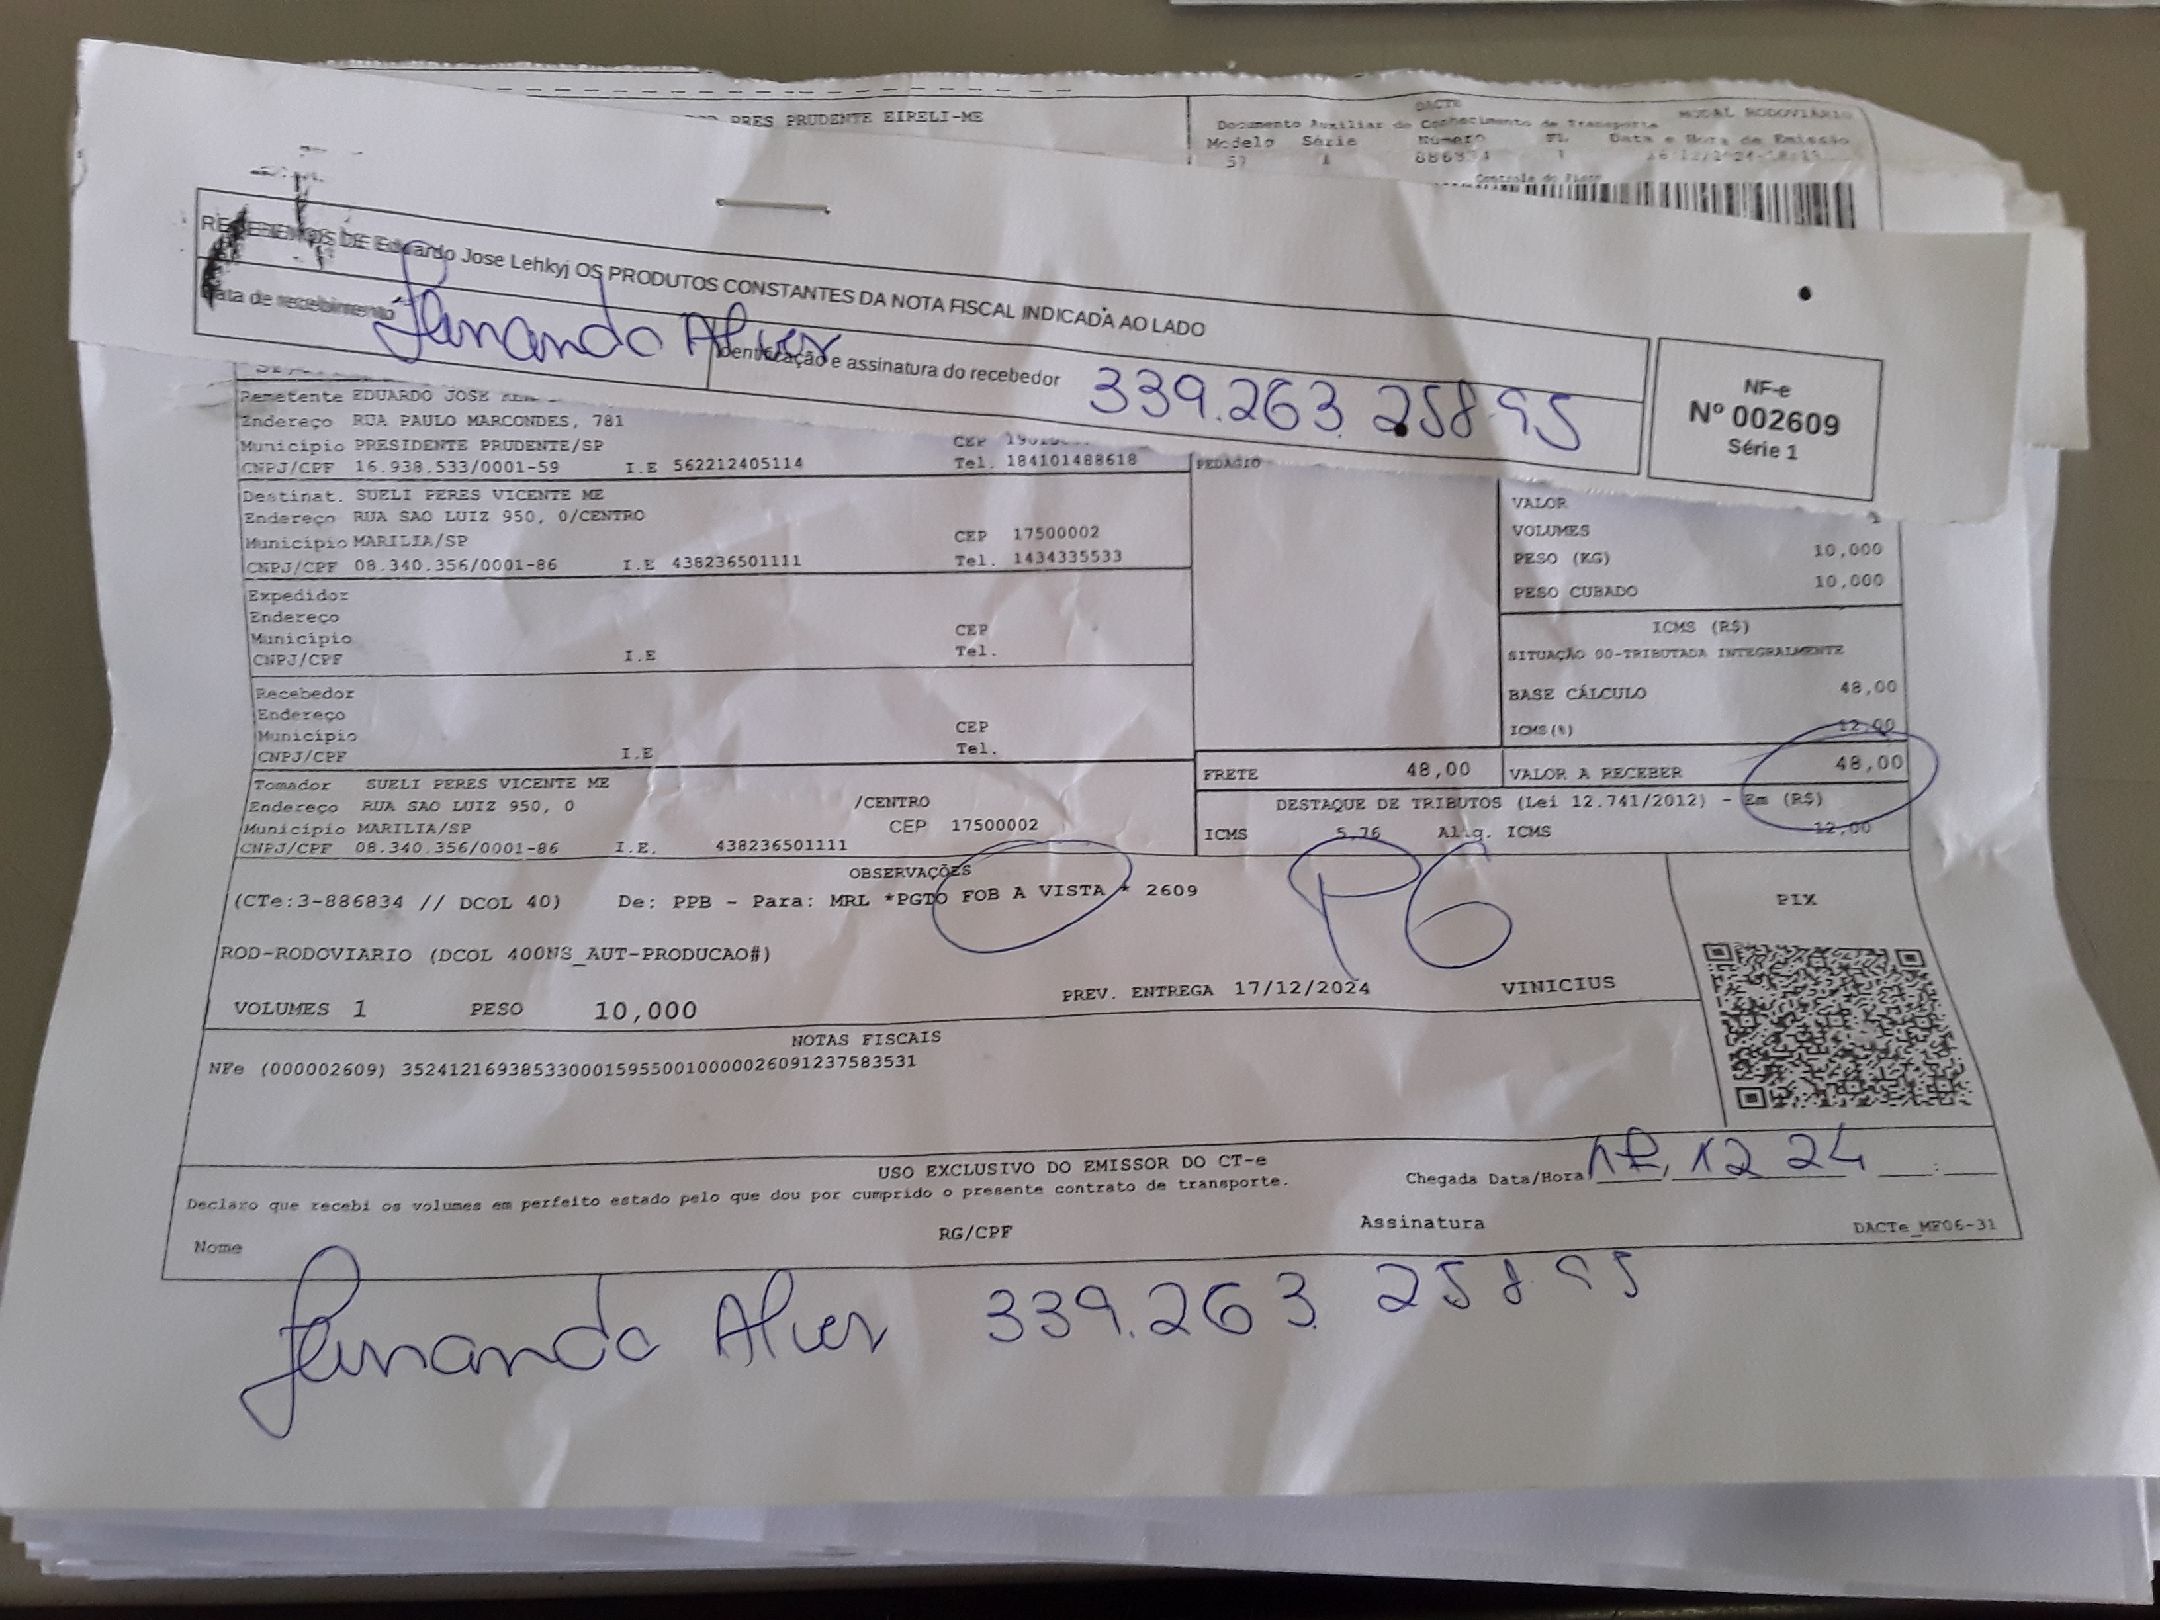 PRES PRUDENTE EIRELI-ME
DACTE
MODAL RODOVIÁRIO
Documento Auxiliar do Conhecimento de Transporte
Modelo Série Número FL Data e Hora de Emissão
57
Controle do Fisco
RECEBEMOS DE Eduardo Jose Lehkyj OS PRODUTOS CONSTANTES DA NOTA FISCAL INDICADA AO LADO
Data de recebimento
Fernando Alves
Identificação e assinatura do recebedor
339.263.258-95
NF-e
Nº 002609
Série 1
Remetente EDUARDO JOSE
Endereço RUA PAULO MARCONDES, 781
Município PRESIDENTE PRUDENTE/SP CEP
CNPJ/CPF 16.938.533/0001-59 I.E 562212405114 Tel. 184101488618
PEDÁGIO
Destinat. SUELI PERES VICENTE ME
Endereço RUA SAO LUIZ 950, 0/CENTRO
Município MARILIA/SP CEP 17500002
CNPJ/CPF 08.340.356/0001-86 I.E 438236501111 Tel. 1434335533
VALOR
VOLUMES
PESO (KG) 10,000
PESO CUBADO 10,000
Expedidor
Endereço
Município CEP
CNPJ/CPF I.E Tel.
ICMS (R$)
SITUAÇÃO 00-TRIBUTADA INTEGRALMENTE
BASE CÁLCULO 48,00
ICMS(%) 12,00
Recebedor
Endereço
Município CEP
CNPJ/CPF I.E Tel.
FRETE 48,00 VALOR A RECEBER 48,00
Tomador SUELI PERES VICENTE ME
Endereço RUA SAO LUIZ 950, 0 /CENTRO
Município MARILIA/SP CEP 17500002
CNPJ/CPF 08.340.356/0001-86 I.E. 438236501111
DESTAQUE DE TRIBUTOS (Lei 12.741/2012) - Em (R$)
ICMS 5,76 Aliq. ICMS 12,00
OBSERVAÇÕES
(CTe:3-886834 // DCOL 40) De: PPB - Para: MRL *PGTO FOB A VISTA * 2609
PG
PIX
ROD-RODOVIARIO (DCOL 400NS_AUT-PRODUCAO#)
VOLUMES 1 PESO 10,000 PREV. ENTREGA 17/12/2024 VINICIUS
NOTAS FISCAIS
NFe (000002609) 35241216938533000159550010000026091237583531
USO EXCLUSIVO DO EMISSOR DO CT-e
Chegada Data/Hora 17, 12 24 :
Declaro que recebi os volumes em perfeito estado pelo que dou por cumprido o presente contrato de transporte.
Nome RG/CPF Assinatura DACTe_MF06-31
Fernando Alves 339.263.258-95